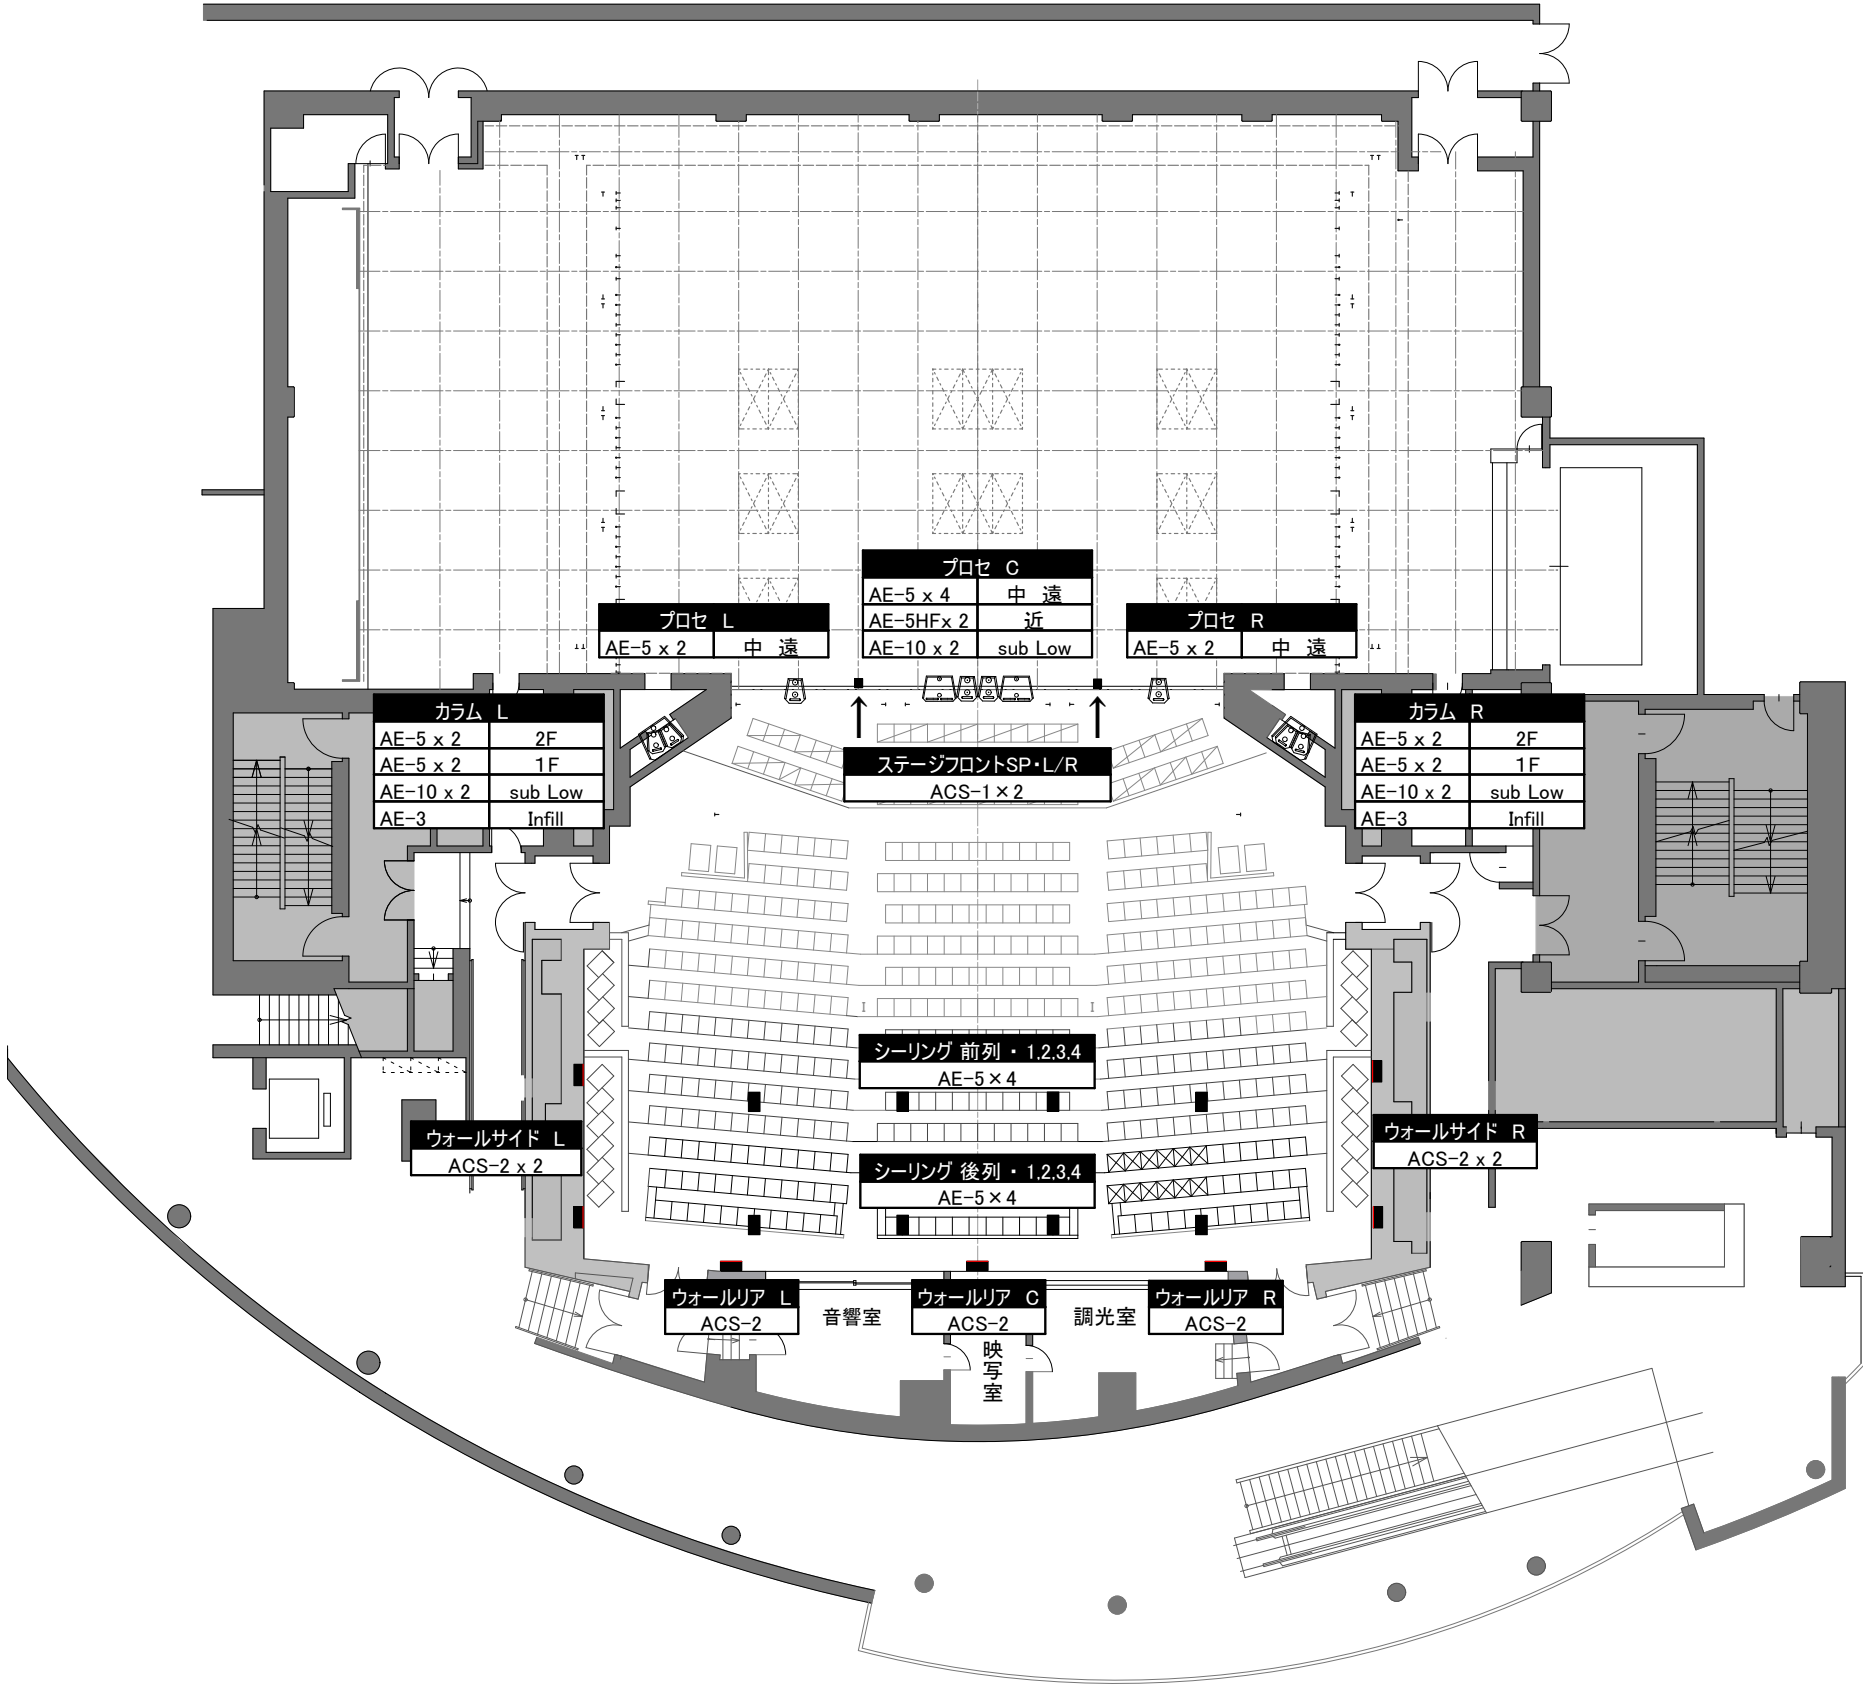 プロセ C
AE-5 x 4 中 遠
AE-5HFx 2 近
AE-10 x 2 sub Low
プロセ L
AE-5 x 2 中 遠
プロセ R
AE-5 x 2 中 遠
カラム L
AE-5 x 2 2F
AE-5 x 2 1F
AE-10 x 2 sub Low
AE-3 Infill
ステージフロントSP・L/R
ACS-1×2
カラム R
AE-5 x 2 2F
AE-5 x 2 1F
AE-10 x 2 sub Low
AE-3 Infill
シーリング 前列 ・ 1,2,3,4
AE-5×4
ウォールサイド L
ACS-2 x 2
シーリング 後列 ・ 1,2,3,4
AE-5×4
ウォールサイド R
ACS-2 x 2
ウォールリア L
ACS-2
音響室
ウォールリア C
ACS-2
調光室
ウォールリア R
ACS-2
映写室